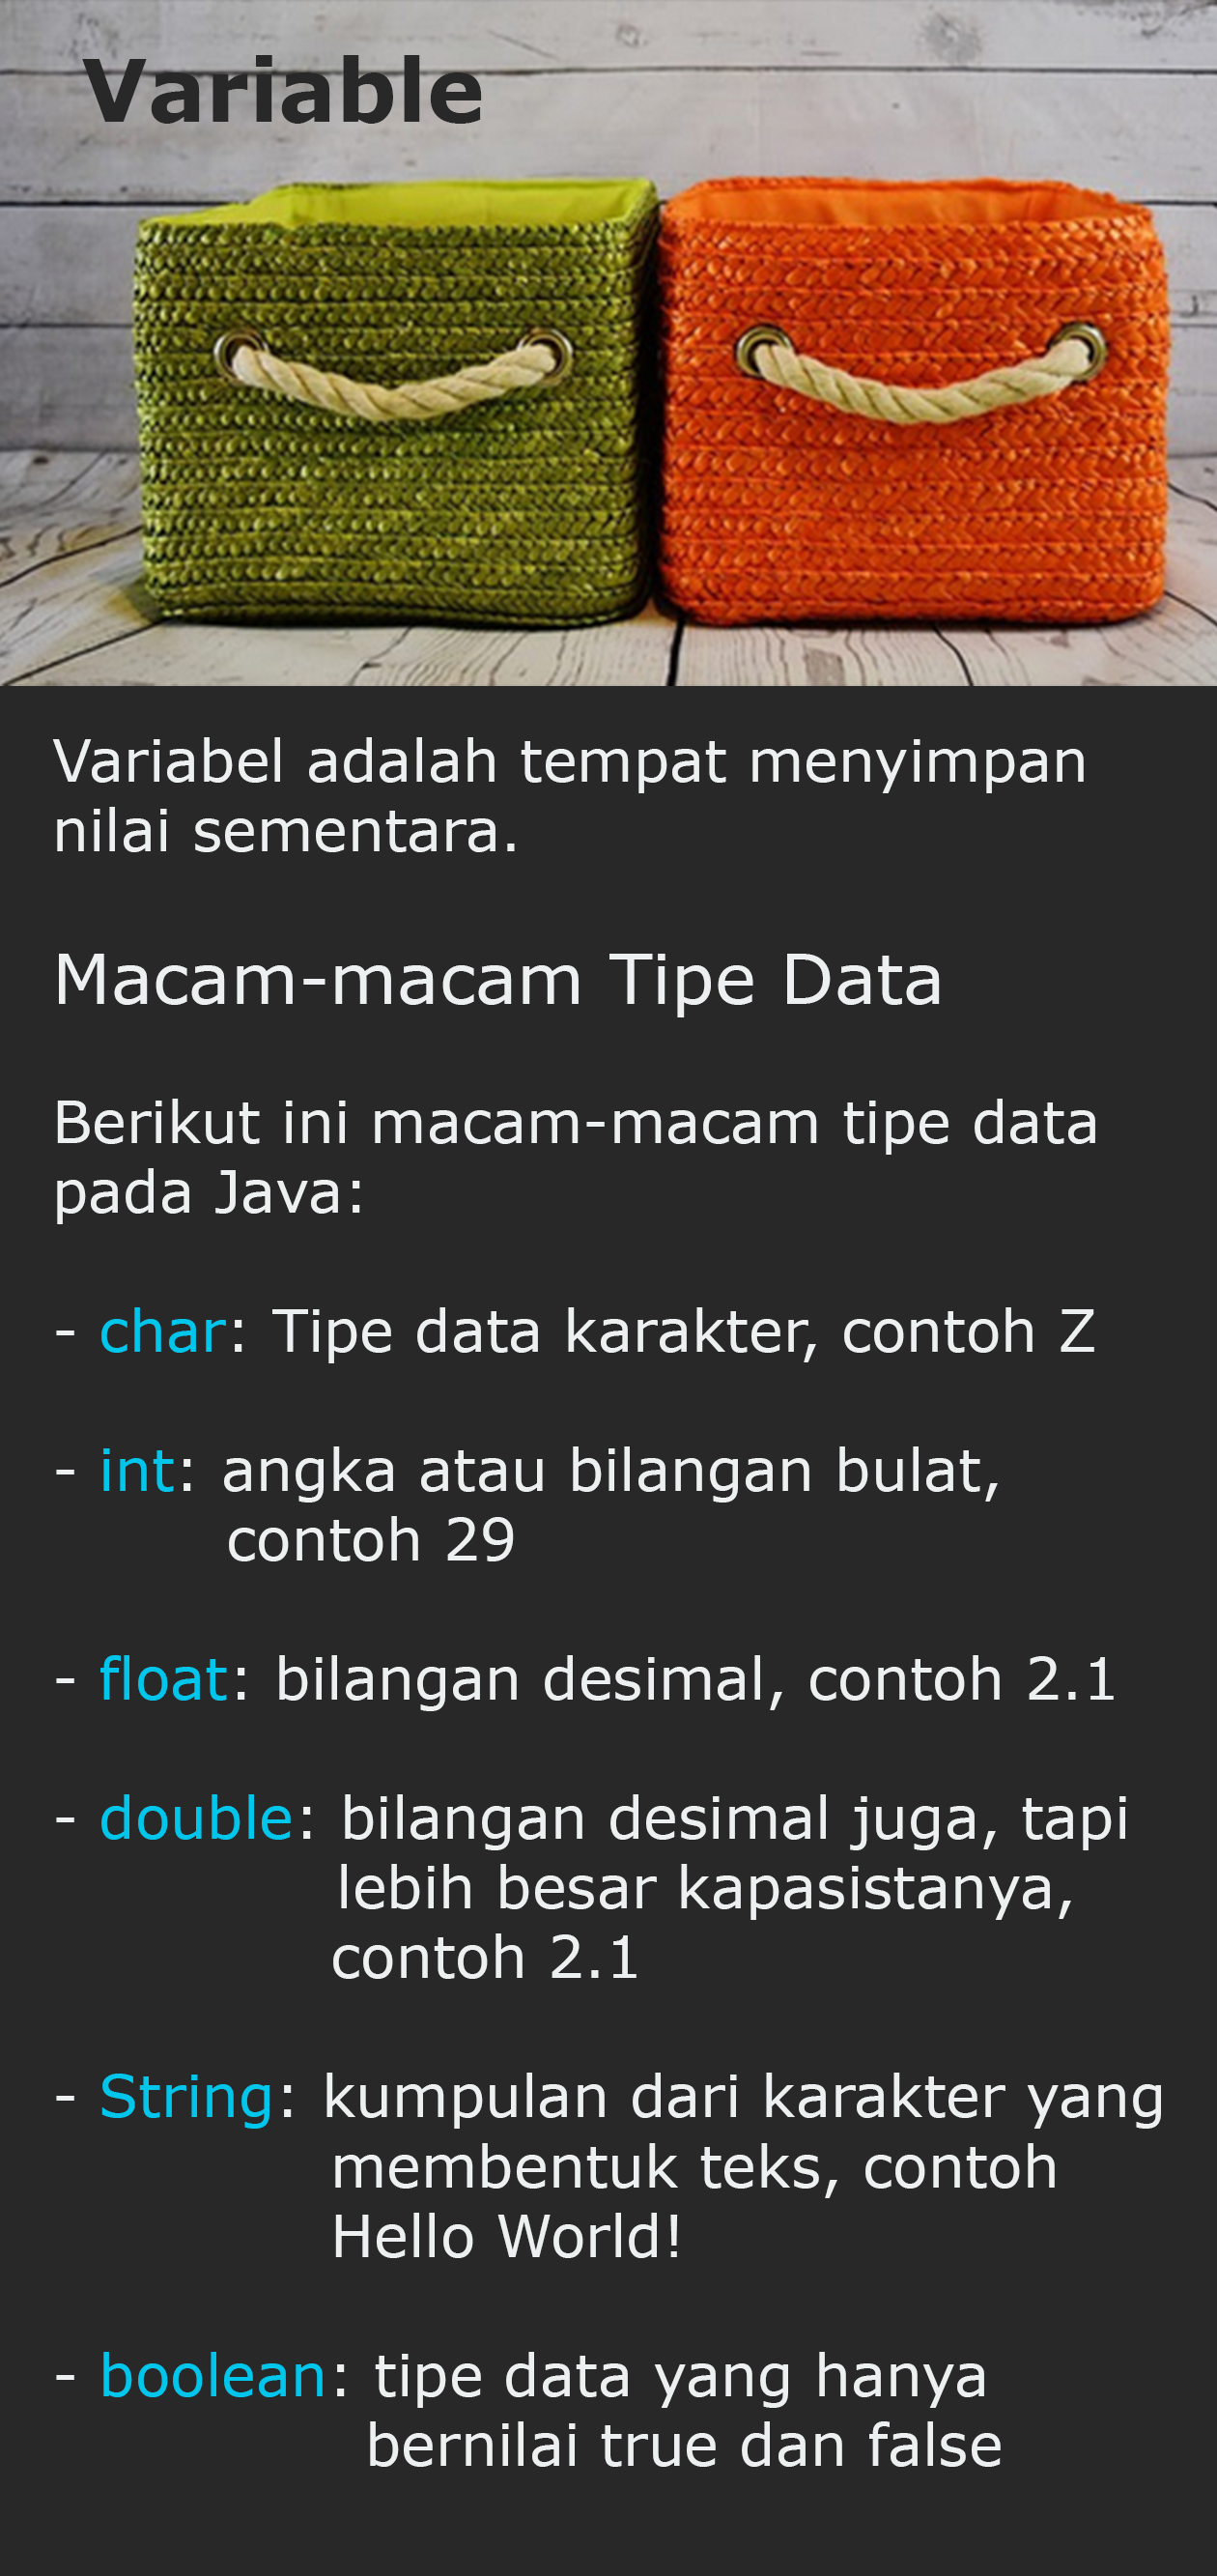 Variable
Variabel adalah tempat menyimpan
nilai sementara.
Macam-macam Tipe Data
Berikut ini macam-macam tipe data
pada Java:
- char: Tipe data karakter, contoh Z
- int: angka atau bilangan bulat,
contoh 29
- float: bilangan desimal, contoh 2.1
- double: bilangan desimal juga, tapi
lebih besar kapasistanya,
contoh 2.1
- String: kumpulan dari karakter yang
membentuk teks, contoh
Hello World!
- boolean: tipe data yang hanya
bernilai true dan false